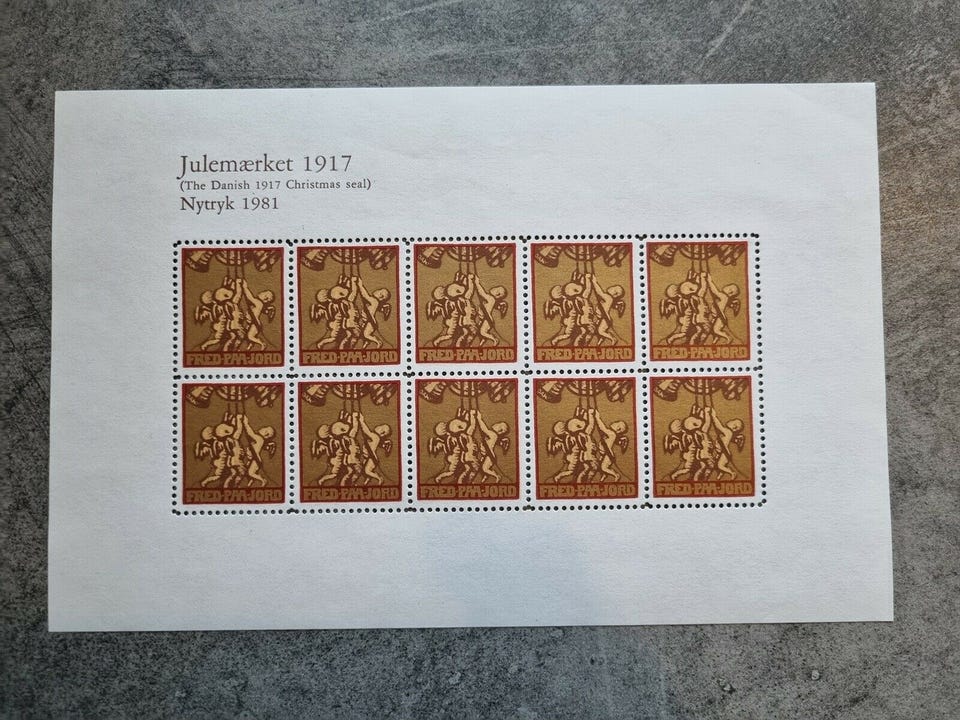 Julemærket 1917
(The Danish 1917 Christmas seal)
Nytryk 1981
FRED·PAA·JORD FRED·PAA·JORD FRED·PAA·JORD FRED·PAA·JORD FRED·PAA·JORD
FRED·PAA·JORD FRED·PAA·JORD FRED·PAA·JORD FRED·PAA·JORD FRED·PAA·JORD